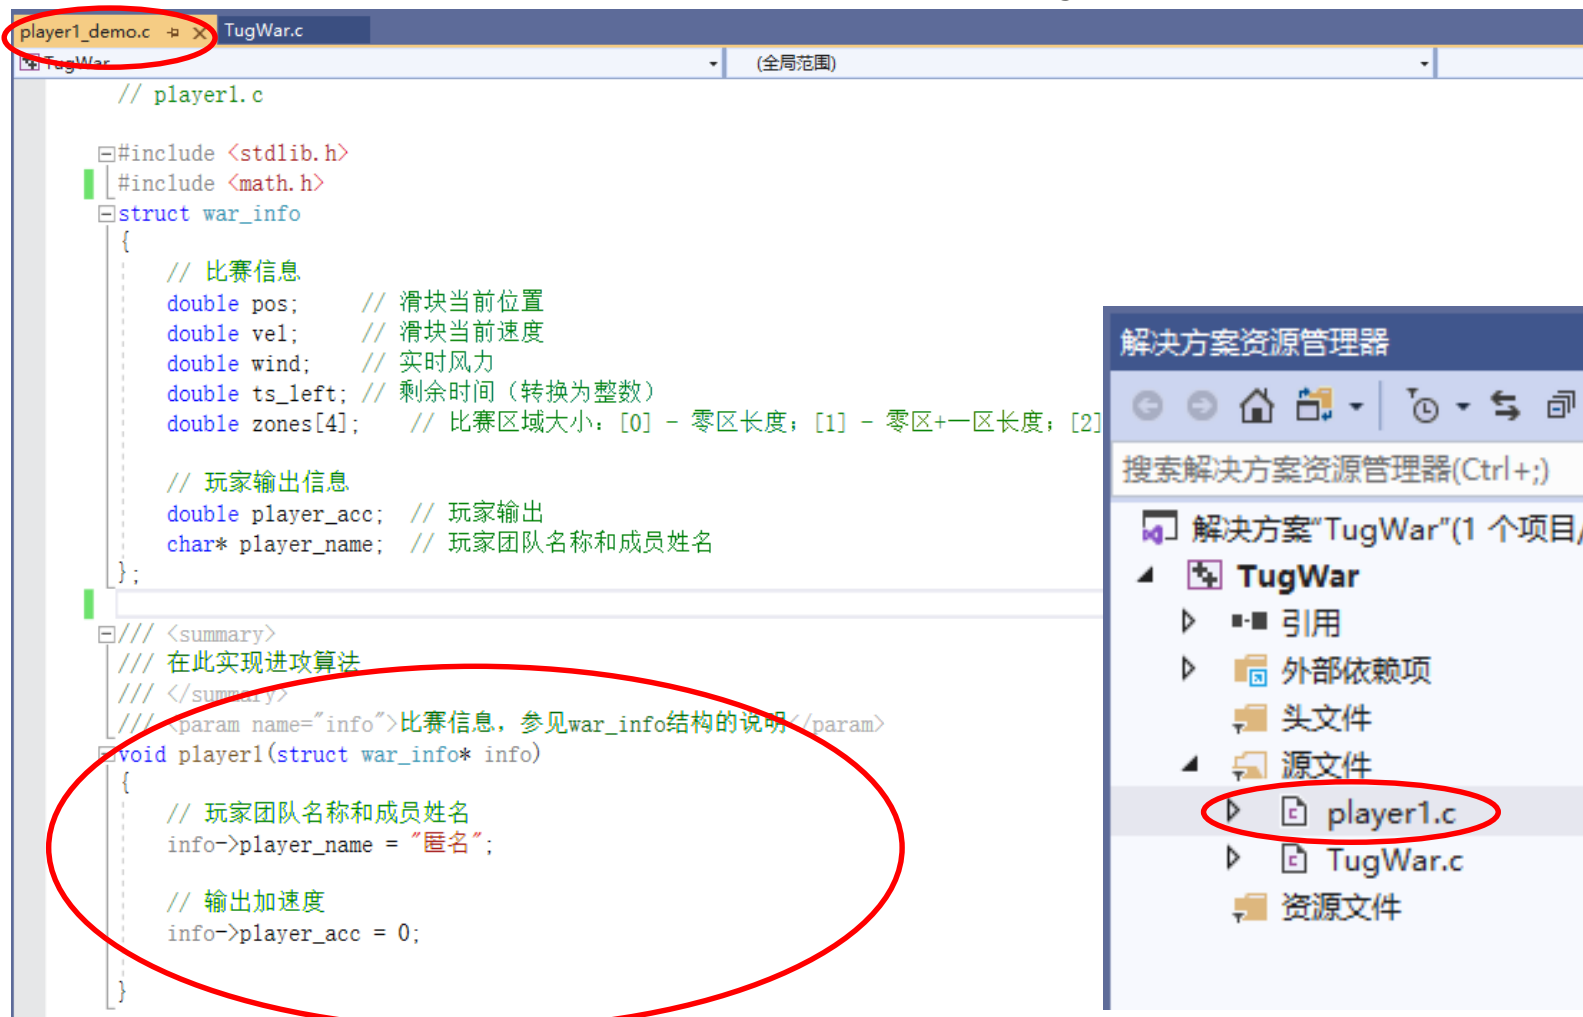 player1_demo.c
TugWar.c
TugWar
(全局范围)
// player1.c
#include <stdlib.h>
#include <math.h>
struct war_info
{
// 比赛信息
double pos; // 滑块当前位置
double vel; // 滑块当前速度
double wind; // 实时风力
double ts_left; // 剩余时间（转换为整数）
double zones[4]; // 比赛区域大小：[0] - 零区长度；[1] - 零区+一区长度；[2]
// 玩家输出信息
double player_acc; // 玩家输出
char* player_name; // 玩家团队名称和成员姓名
};
/// <summary>
/// 在此实现进攻算法
/// </summary>
/// <param name="info">比赛信息，参见war_info结构的说明</param>
void player1(struct war_info* info)
{
// 玩家团队名称和成员姓名
info->player_name = "匿名";
// 输出加速度
info->player_acc = 0;
}
解决方案资源管理器
搜索解决方案资源管理器(Ctrl+;)
解决方案"TugWar"(1 个项目/
TugWar
引用
外部依赖项
头文件
源文件
player1.c
TugWar.c
资源文件